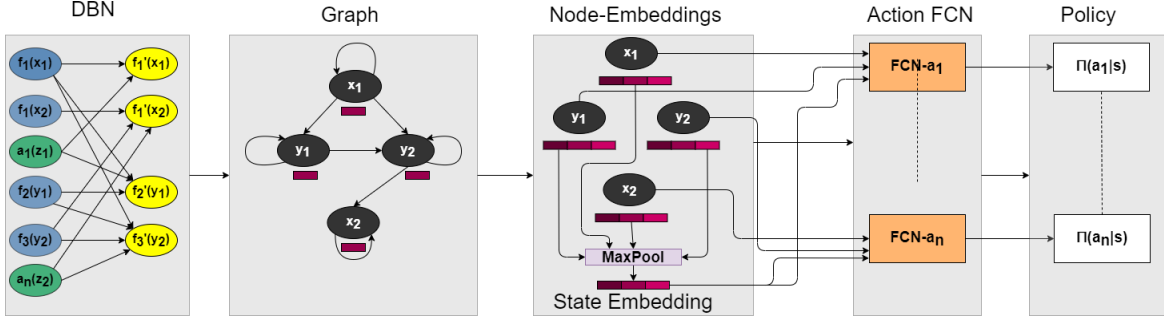 DBN
Graph
Node-Embeddings
Action FCN
Policy
f₁(x₁)
f₁'(x₁)
f₁(x₂)
f₁'(x₂)
a₁(z₁)
f₂(y₁)
f₂'(y₁)
f₃(y₂)
f₃'(y₂)
aₙ(z₂)
x₁
y₁
y₂
x₂
x₁
y₁
y₂
x₂
MaxPool
State Embedding
FCN-a₁
FCN-aₙ
Π(a₁|s)
Π(aₙ|s)